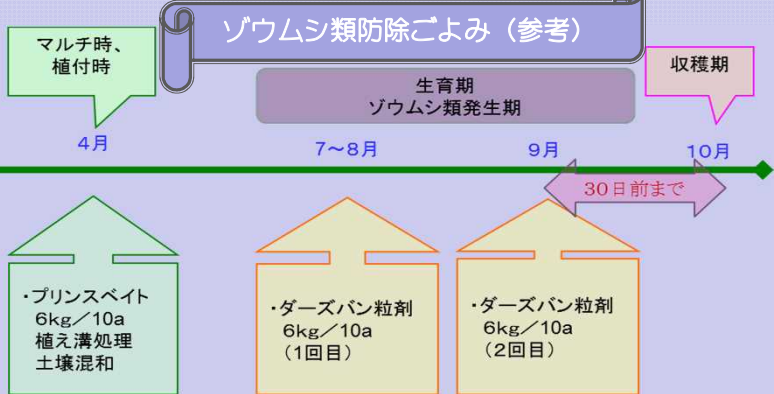 ゾウムシ類防除ごよみ（参考）
マルチ時、
植付時
生育期
ゾウムシ類発生期
収穫期
4月
7～8月
9月
10月
30日前まで
・プリンスベイト
6kg／10a
植え溝処理
土壌混和
・ダーズバン粒剤
6kg／10a
（1回目）
・ダーズバン粒剤
6kg／10a
（2回目）